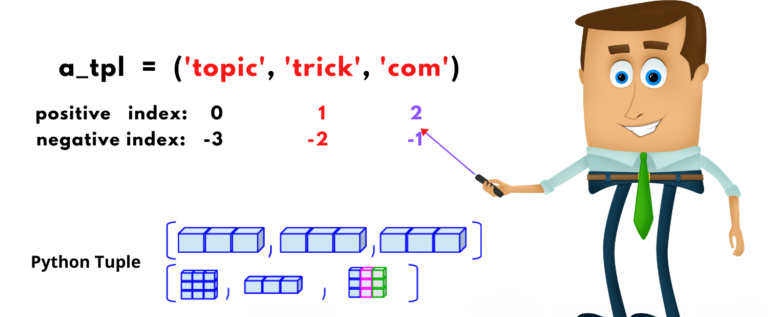 a_tpl = ('topic', 'trick', 'com')
positive index: 0 1 2
negative index: -3 -2 -1
Python Tuple